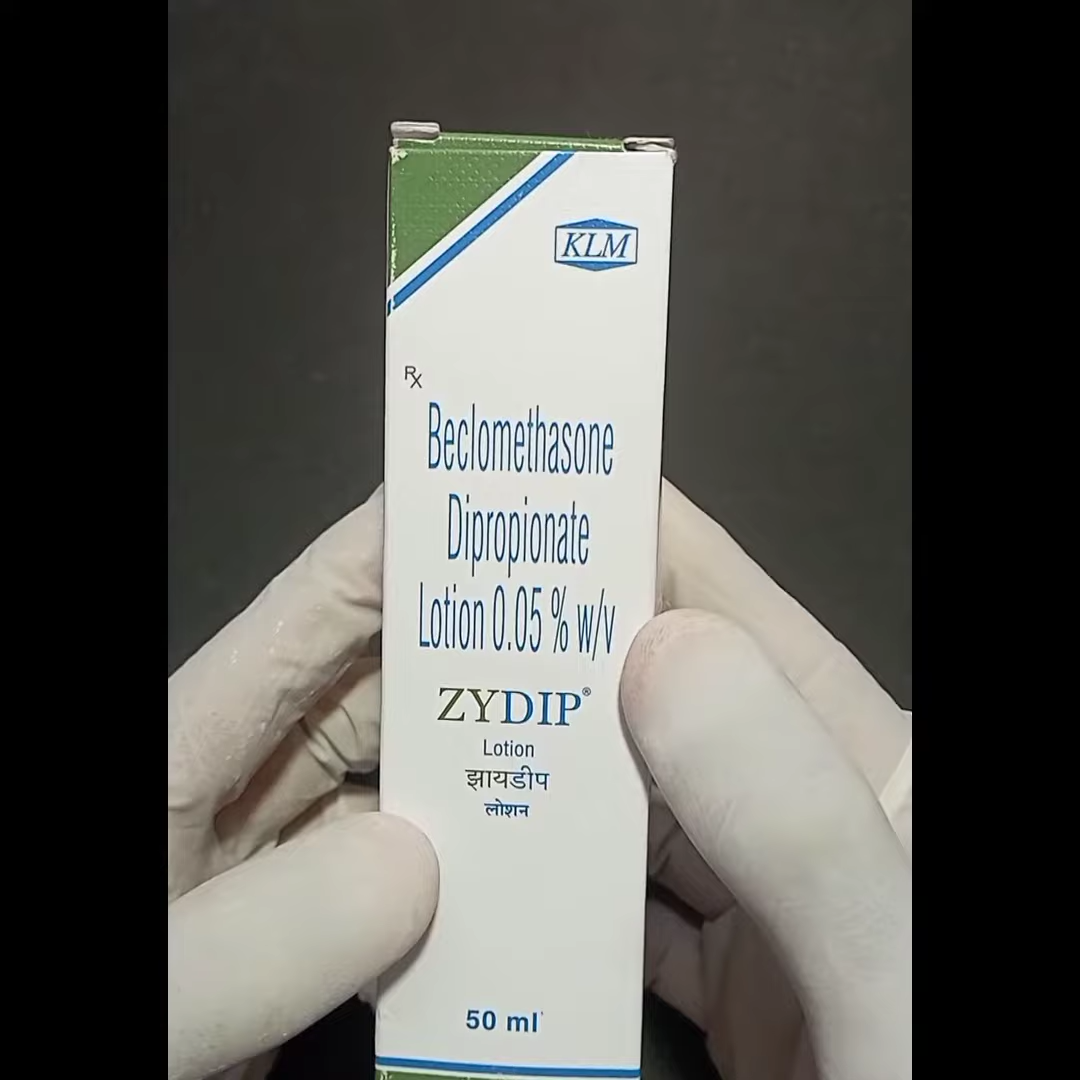 KLM
Rx
Beclomethasone
Dipropionate
Lotion 0.05 % w/v
ZYDIP®
Lotion
झायडीप
लोशन
50 ml